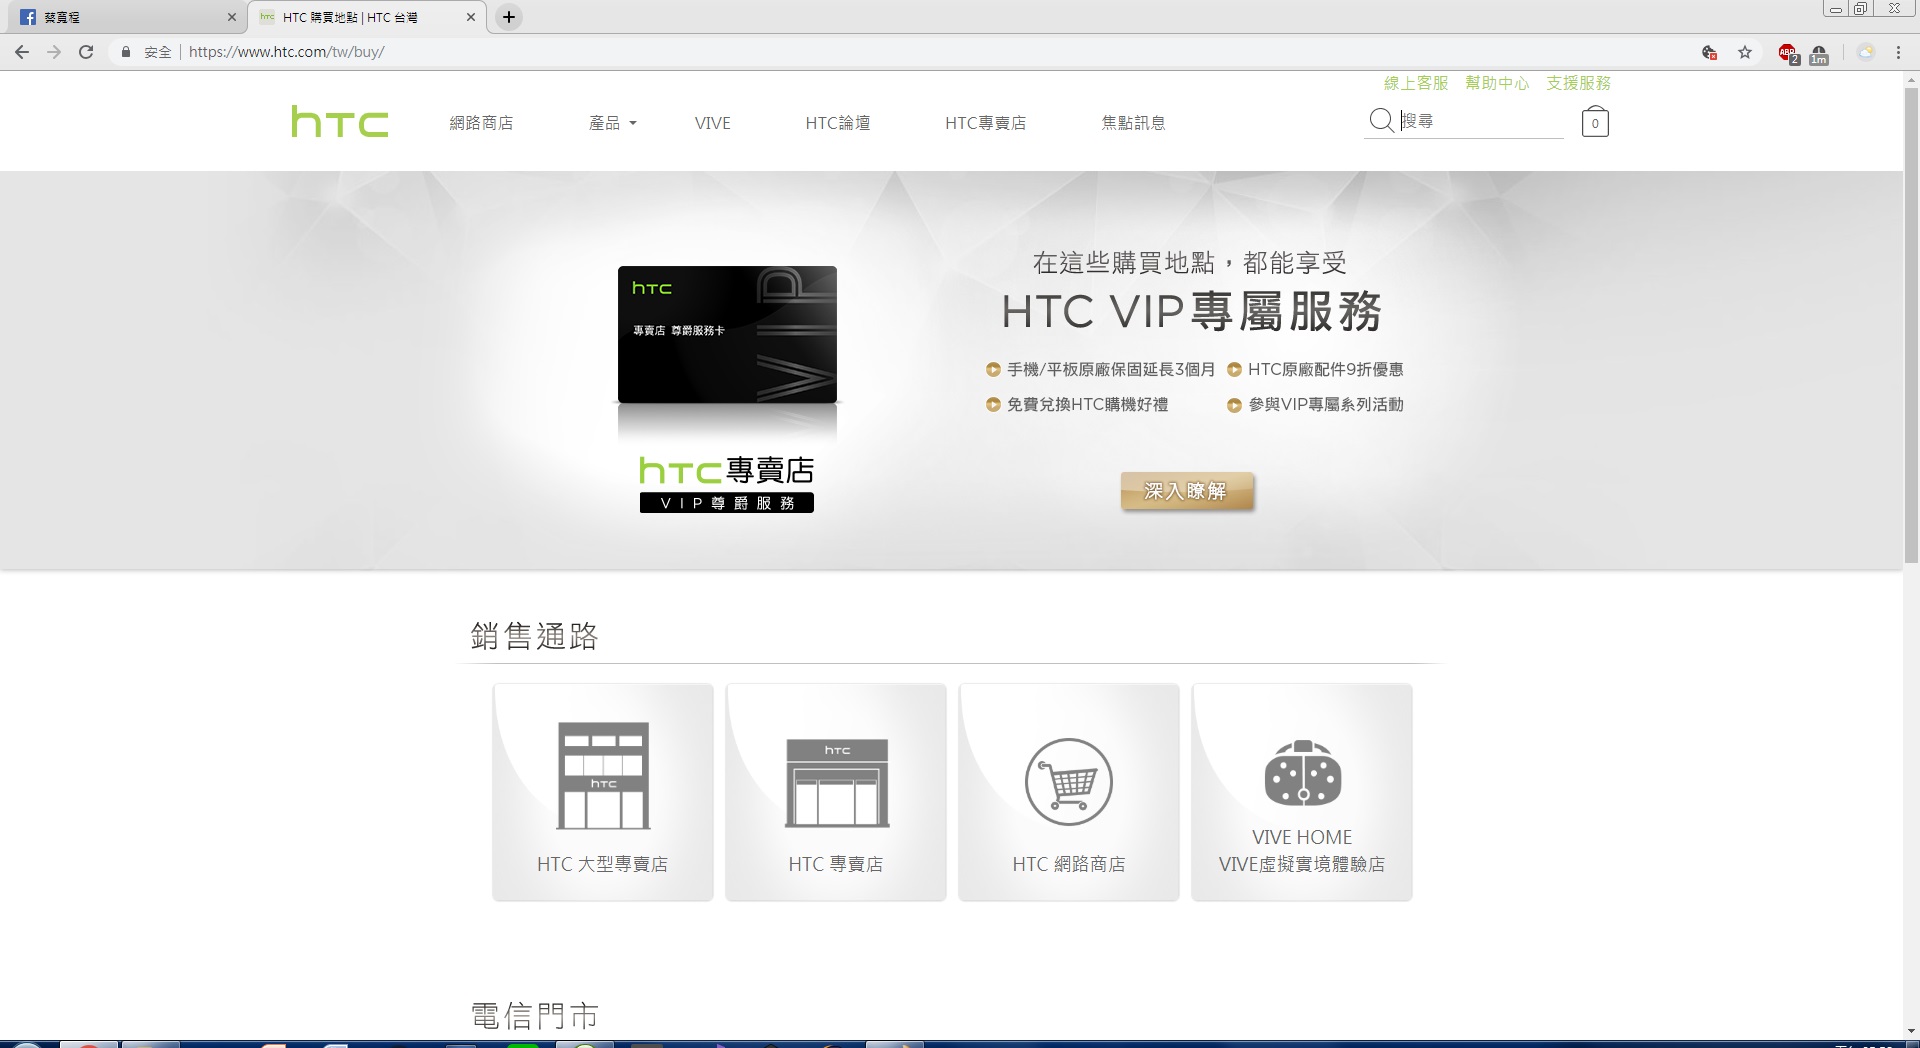 蔡寬程
HTC 購買地點 | HTC 台灣
安全 | https://www.htc.com/tw/buy/
ABP 2
1m
線上客服 幫助中心 支援服務
htc 網路商店 產品 VIVE HTC論壇 HTC專賣店 焦點訊息 搜尋 0
在這些購買地點，都能享受
HTC VIP專屬服務
手機/平板原廠保固延長3個月 HTC原廠配件9折優惠
免費兌換HTC購機好禮 參與VIP專屬系列活動
深入瞭解
htc
VIP
專賣店 尊爵服務卡
htc專賣店
VIP尊爵服務
銷售通路
htc
HTC 大型專賣店
htc
HTC 專賣店
HTC 網路商店
VIVE HOME
VIVE虛擬實境體驗店
電信門市